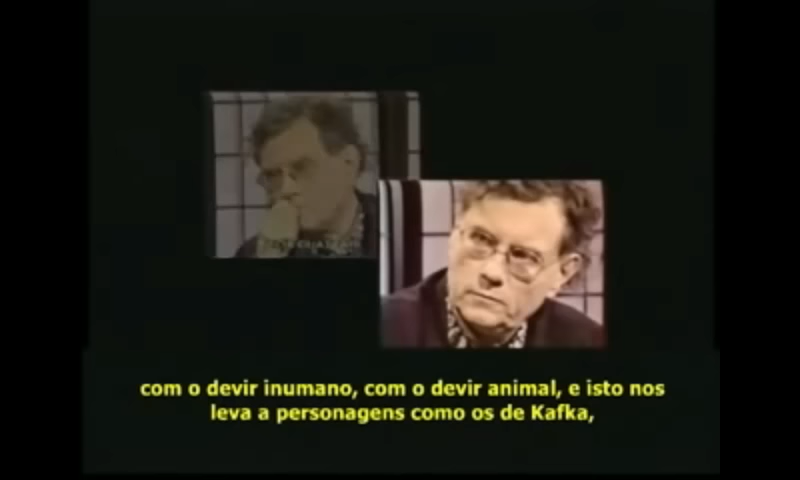 com o devir inumano, com o devir animal, e isto nos
leva a personagens como os de Kafka,